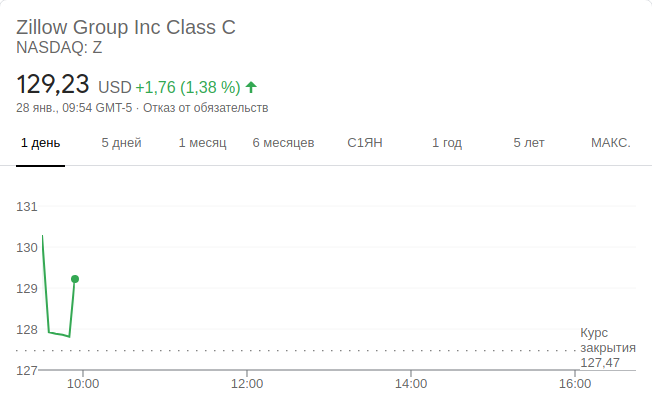 Zillow Group Inc Class C
NASDAQ: Z
129,23 USD +1,76 (1,38 %)
28 янв., 09:54 GMT-5 · Отказ от обязательств
1 день 5 дней 1 месяц 6 месяцев С1ЯН 1 год 5 лет МАКС.
131
130
129
128
Курс
закрытия
127,47
127
10:00 12:00 14:00 16:00